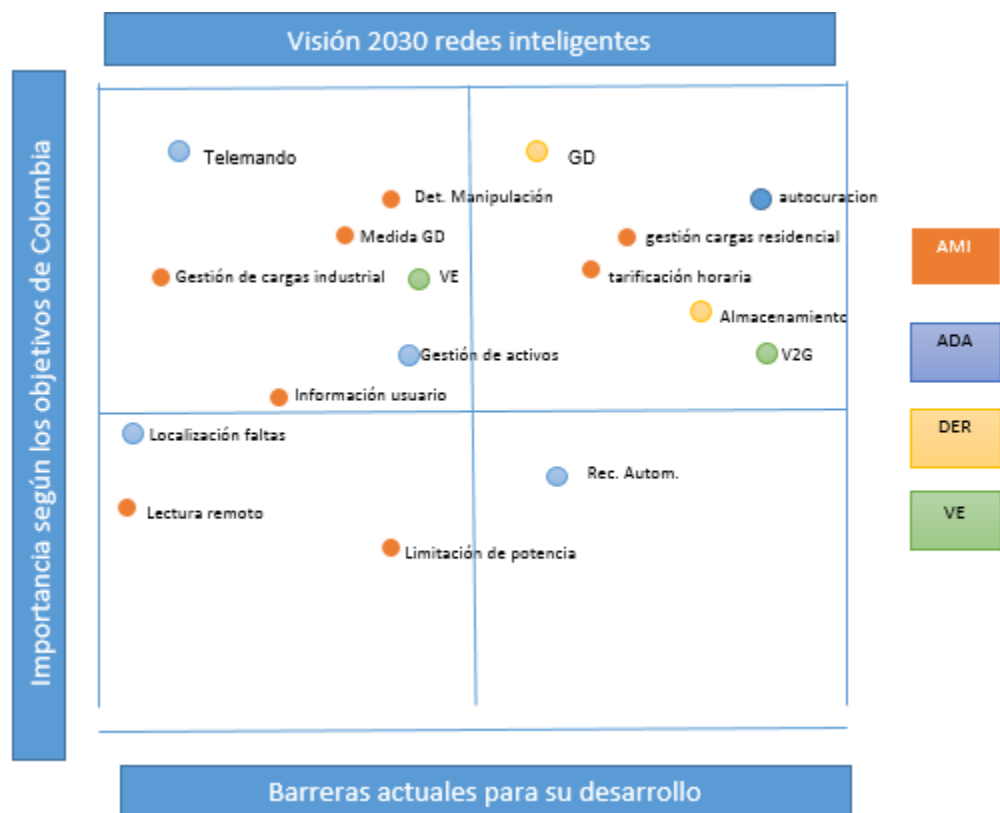 Visión 2030 redes inteligentes
Importancia según los objetivos de Colombia
Telemando
GD
Det. Manipulación
autocuracion
Medida GD
gestión cargas residencial
AMI
Gestión de cargas industrial
VE
tarificación horaria
Almacenamiento
ADA
Gestión de activos
V2G
Información usuario
DER
Localización faltas
Rec. Autom.
Lectura remoto
VE
Limitación de potencia
Barreras actuales para su desarrollo